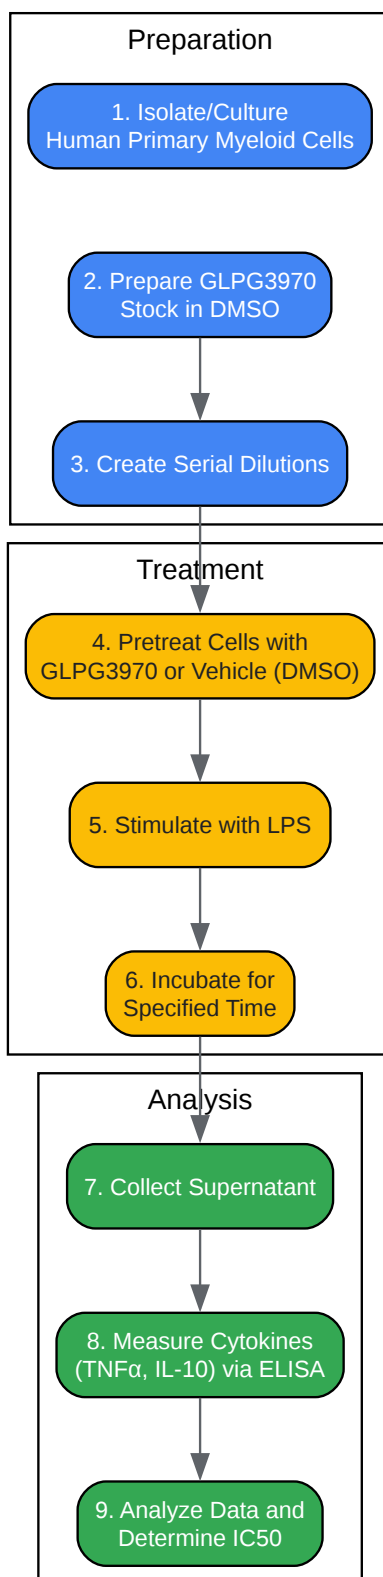 Preparation
1. Isolate/Culture
Human Primary Myeloid Cells
2. Prepare GLPG3970
Stock in DMSO
3. Create Serial Dilutions
Treatment
4. Pretreat Cells with
GLPG3970 or Vehicle (DMSO)
5. Stimulate with LPS
6. Incubate for
Specified Time
Analysis
7. Collect Supernatant
8. Measure Cytokines
(TNFα, IL-10) via ELISA
9. Analyze Data and
Determine IC50